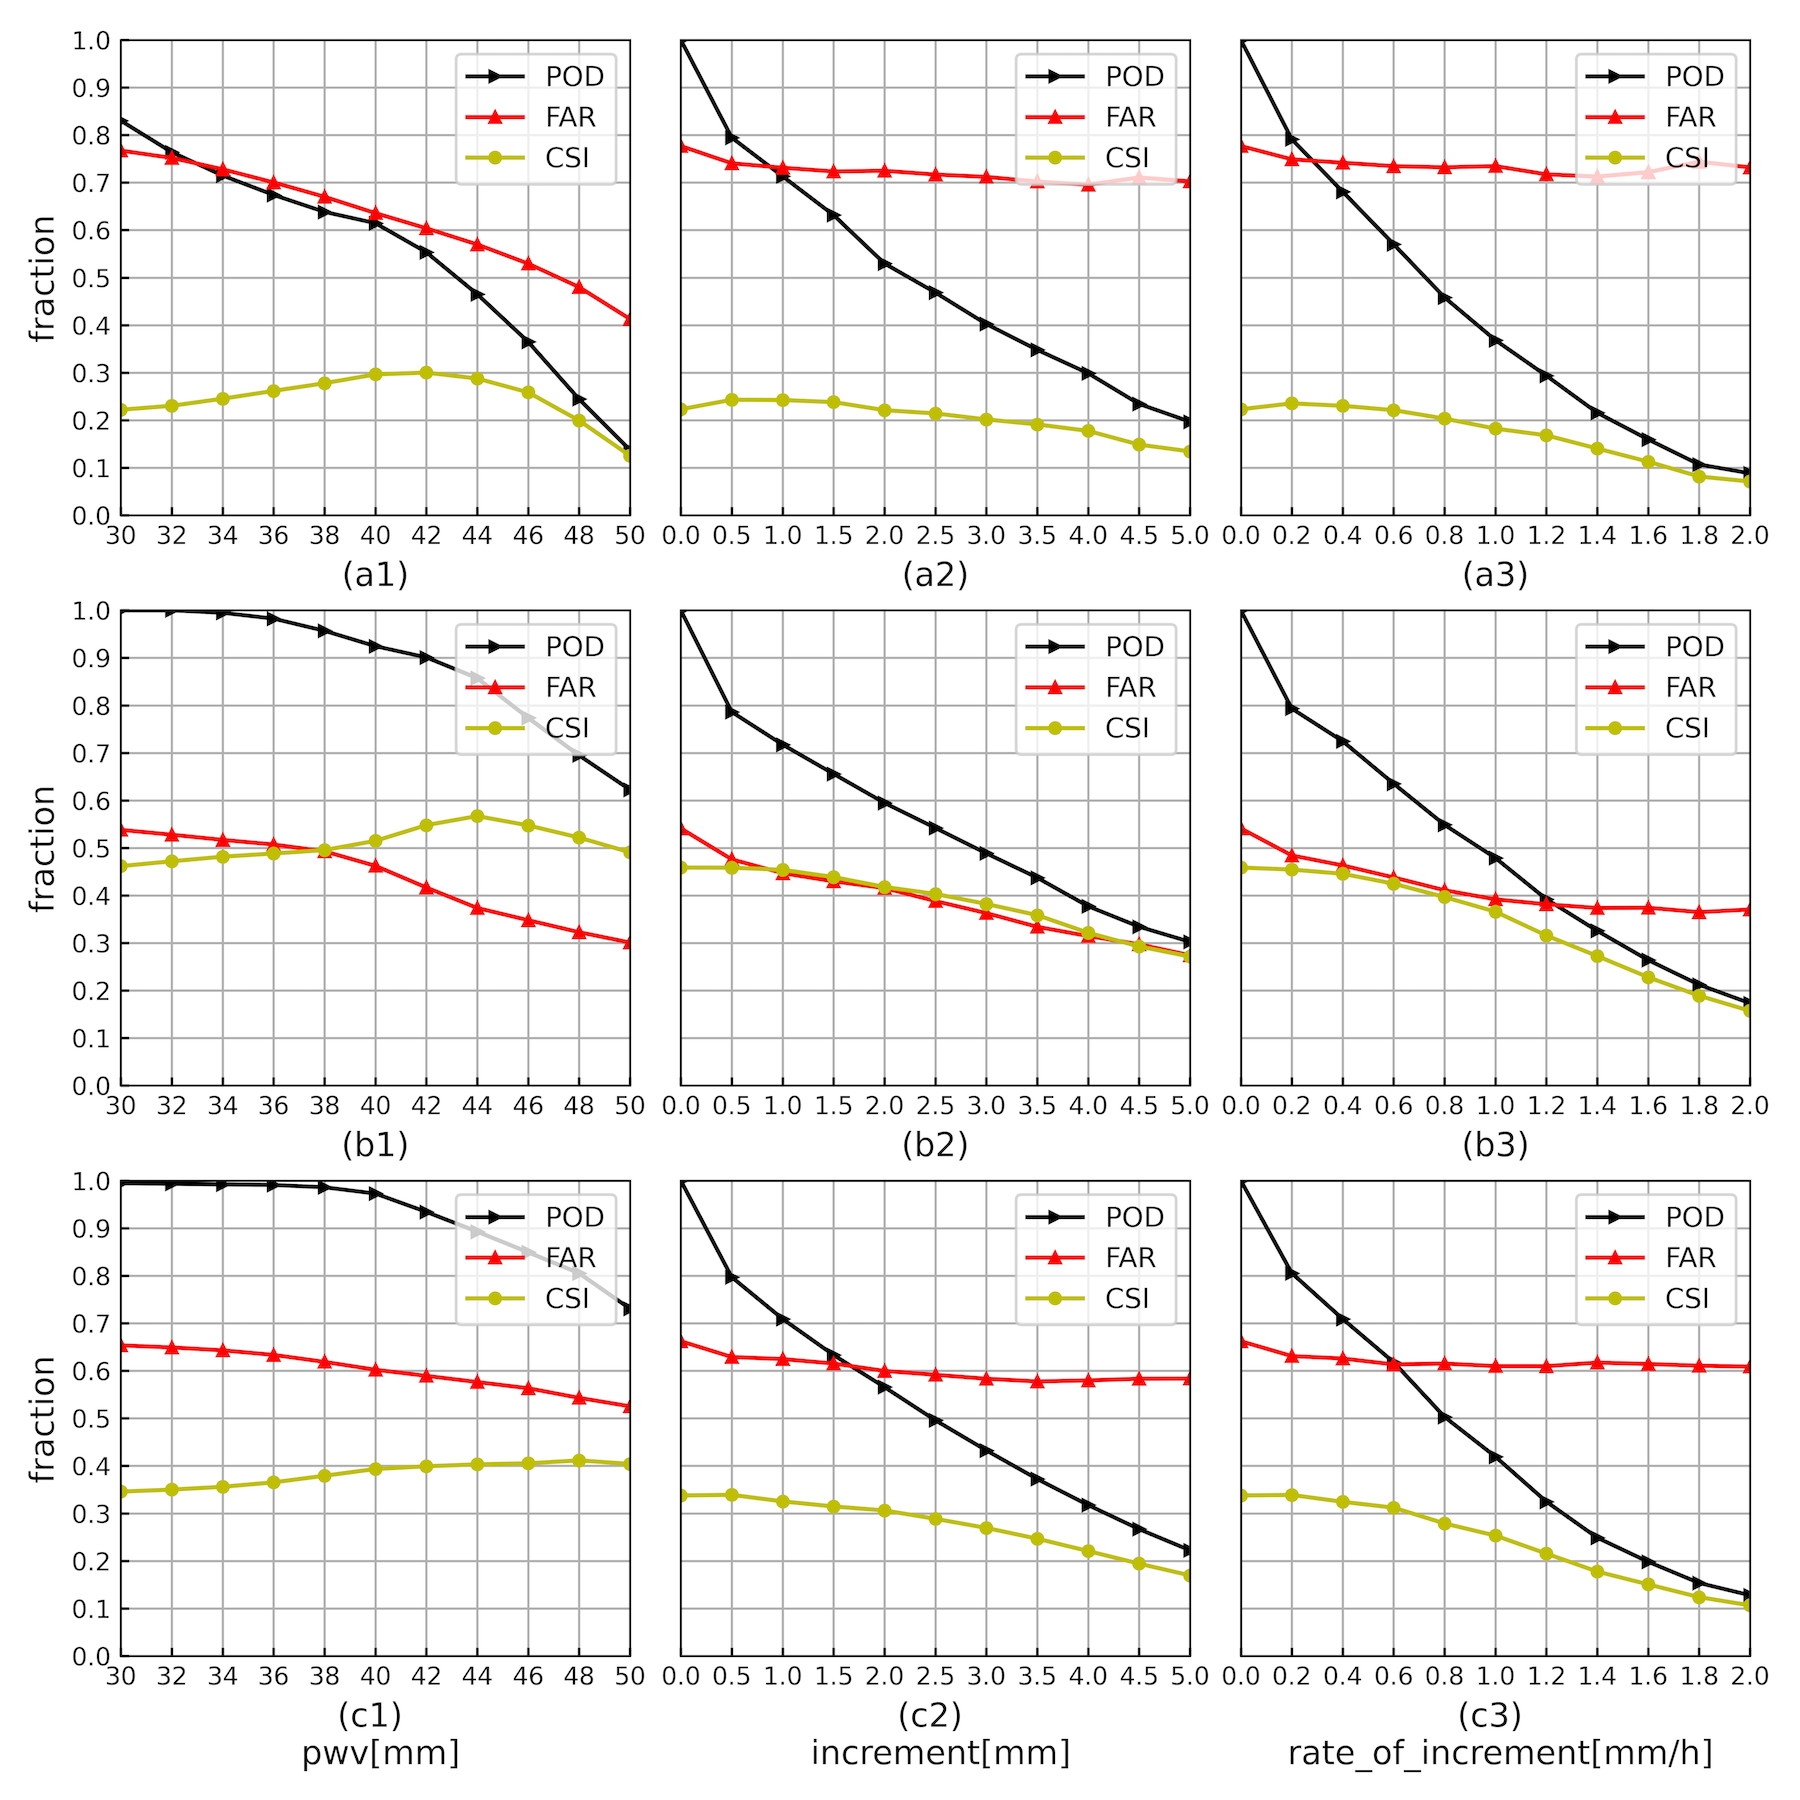 1.0
0.9
0.8
0.7
0.6
0.5
0.4
0.3
0.2
0.1
0.0
fraction
POD
FAR
CSI
POD
FAR
CSI
POD
FAR
CSI
30 32 34 36 38 40 42 44 46 48 50
0.0 0.5 1.0 1.5 2.0 2.5 3.0 3.5 4.0 4.5 5.0
0.0 0.2 0.4 0.6 0.8 1.0 1.2 1.4 1.6 1.8 2.0
(a1)
(a2)
(a3)
1.0
0.9
0.8
0.7
0.6
0.5
0.4
0.3
0.2
0.1
0.0
fraction
POD
FAR
CSI
POD
FAR
CSI
POD
FAR
CSI
30 32 34 36 38 40 42 44 46 48 50
0.0 0.5 1.0 1.5 2.0 2.5 3.0 3.5 4.0 4.5 5.0
0.0 0.2 0.4 0.6 0.8 1.0 1.2 1.4 1.6 1.8 2.0
(b1)
(b2)
(b3)
1.0
0.9
0.8
0.7
0.6
0.5
0.4
0.3
0.2
0.1
0.0
fraction
POD
FAR
CSI
POD
FAR
CSI
POD
FAR
CSI
30 32 34 36 38 40 42 44 46 48 50
0.0 0.5 1.0 1.5 2.0 2.5 3.0 3.5 4.0 4.5 5.0
0.0 0.2 0.4 0.6 0.8 1.0 1.2 1.4 1.6 1.8 2.0
(c1)
(c2)
(c3)
pwv[mm]
increment[mm]
rate_of_increment[mm/h]